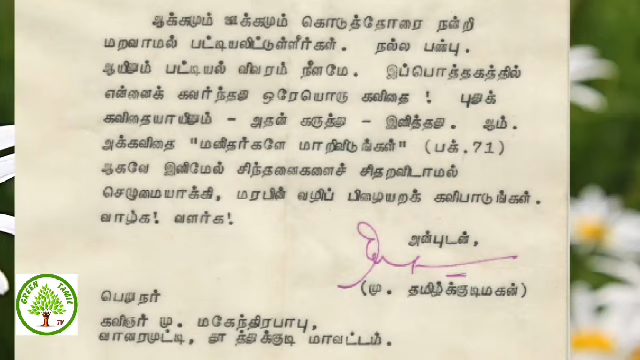 ஆக்கமும் ஊக்கமும் கொடுத்தோரை நன்றி
மறவாமல் பட்டியலிட்டுள்ளீர்கள். நல்ல பண்பு.
ஆயினும் பட்டியல் விவரம் நீளமே. இப்பொத்தகத்தில்
என்னைக் கவர்ந்தது ஒரேயொரு கவிதை ! புதுக்
கவிதையாயினும் - அதன் கருத்து - இனித்தது. ஆம்.
அக்கவிதை "மனிதர்களே மாறிவிடுங்கள்" (பக்.71)
ஆகவே இனிமேல் சிந்தனைகளைச் சிதறவிடாமல்
செழுமையாக்கி, மரபின் வழிப் பிழையறக் கவிபாடுங்கள்.
வாழ்க! வளர்க!
அன்புடன்,
(மு. தமிழ்க்குடிமகன்)
பெறுநர்
கவிஞர் மு. மகேந்திரபாபு,
வானரமுட்டி, தூத்துக்குடி மாவட்டம்.
GREEN TAMIL
TV